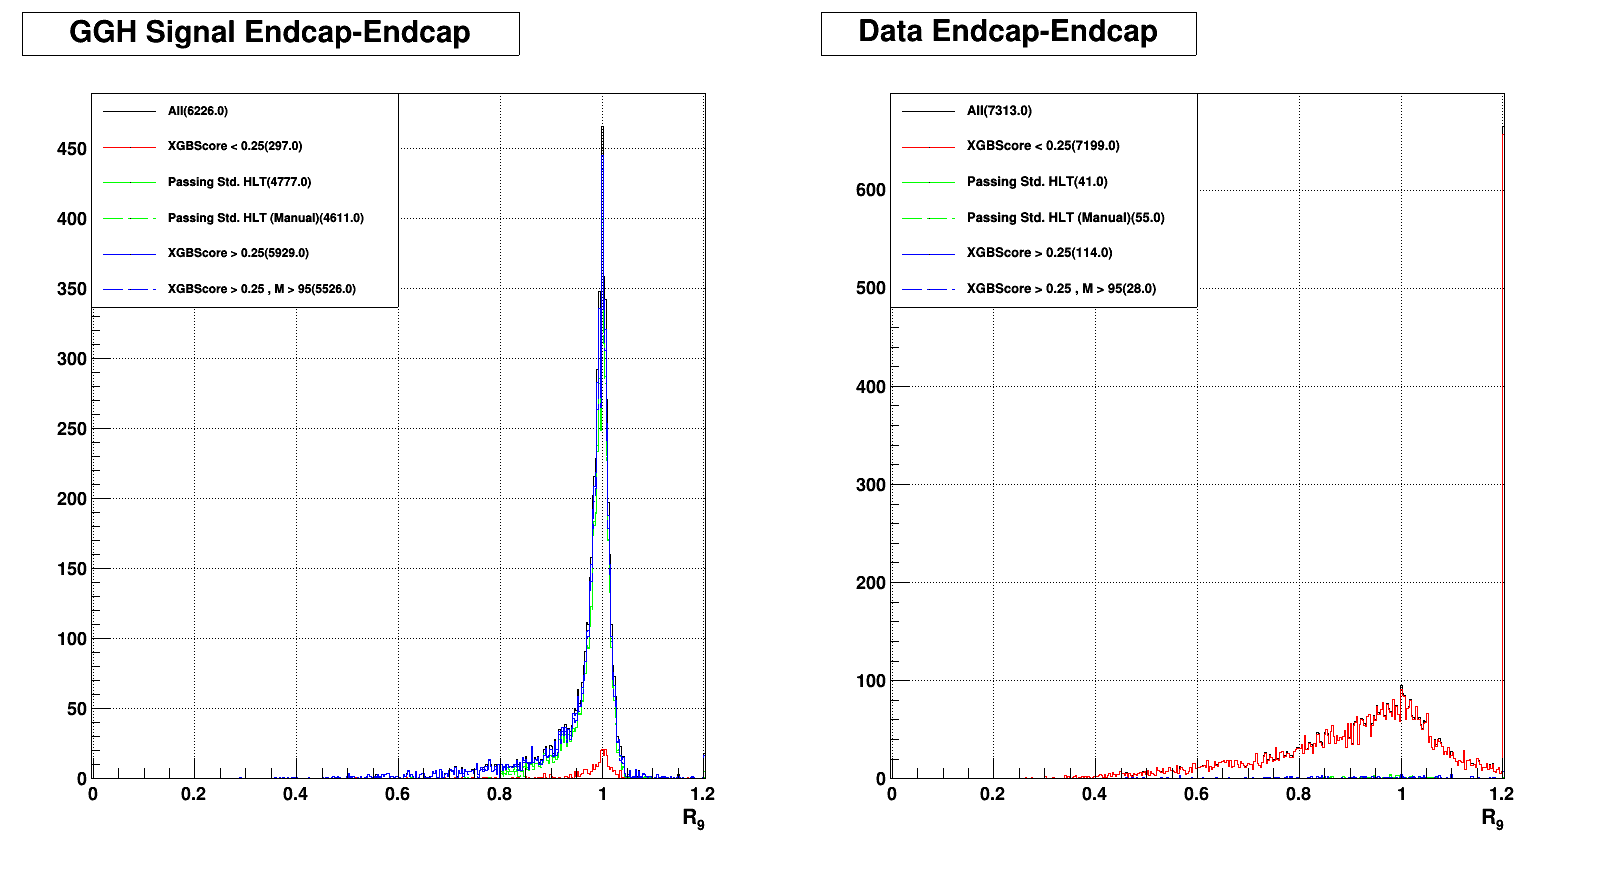 GGH Signal Endcap-Endcap
All(6226.0)
XGBScore < 0.25(297.0)
Passing Std. HLT(4777.0)
Passing Std. HLT (Manual)(4611.0)
XGBScore > 0.25(5929.0)
XGBScore > 0.25 , M > 95(5526.0)
450
400
350
300
250
200
150
100
50
0
0 0.2 0.4 0.6 0.8 1 1.2
R9
Data Endcap-Endcap
All(7313.0)
XGBScore < 0.25(7199.0)
Passing Std. HLT(41.0)
Passing Std. HLT (Manual)(55.0)
XGBScore > 0.25(114.0)
XGBScore > 0.25 , M > 95(28.0)
600
500
400
300
200
100
0
0 0.2 0.4 0.6 0.8 1 1.2
R9